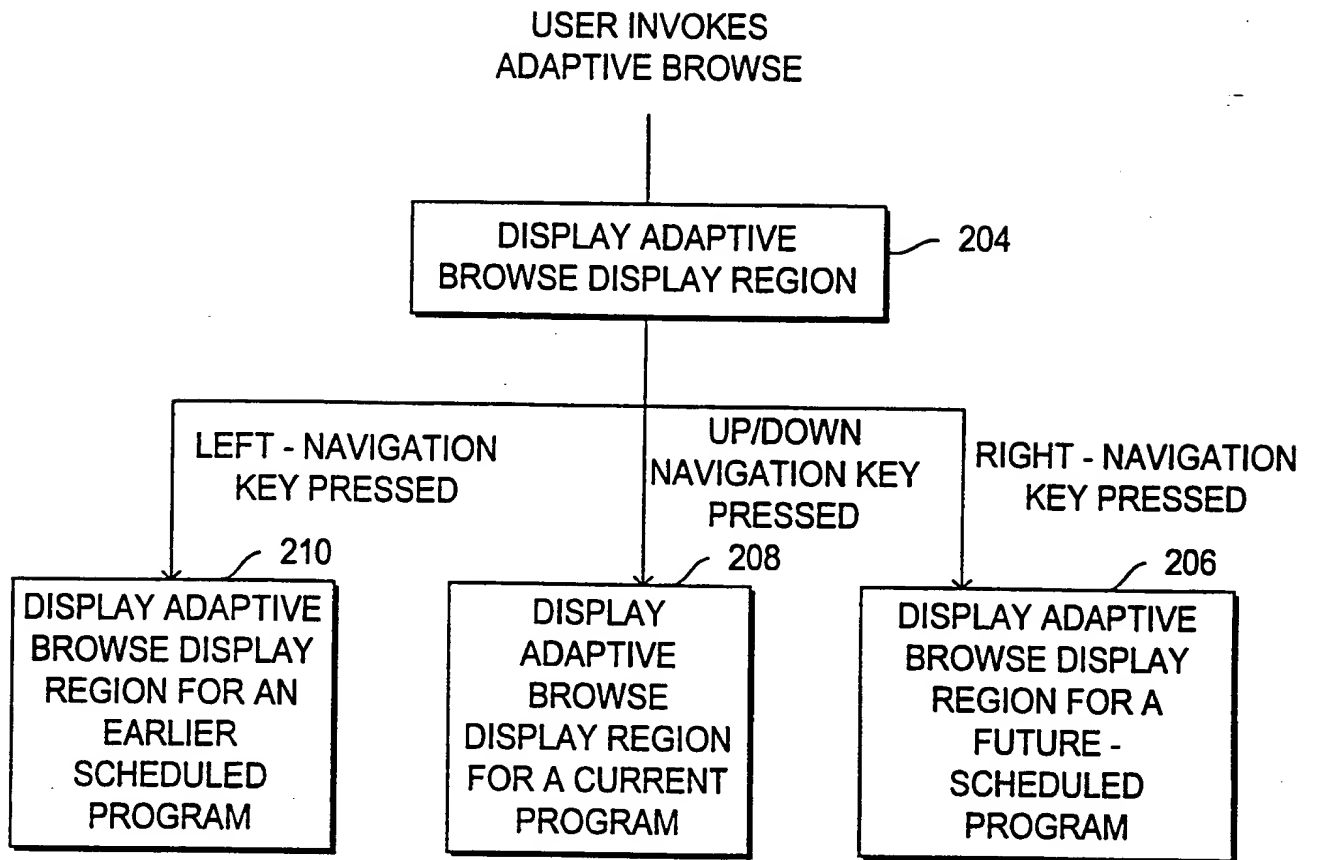 USER INVOKES
ADAPTIVE BROWSE
DISPLAY ADAPTIVE
BROWSE DISPLAY REGION
204
LEFT - NAVIGATION
KEY PRESSED
UP/DOWN
NAVIGATION KEY
PRESSED
RIGHT - NAVIGATION
KEY PRESSED
210
DISPLAY ADAPTIVE
BROWSE DISPLAY
REGION FOR AN
EARLIER
SCHEDULED
PROGRAM
208
DISPLAY
ADAPTIVE
BROWSE
DISPLAY REGION
FOR A CURRENT
PROGRAM
206
DISPLAY ADAPTIVE
BROWSE DISPLAY
REGION FOR A
FUTURE -
SCHEDULED
PROGRAM